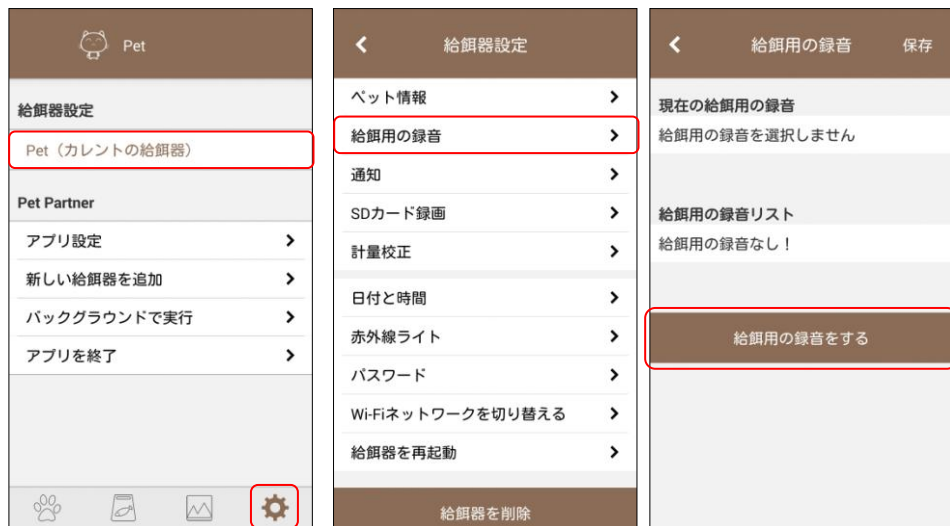 Pet
給餌器設定
Pet（カレントの給餌器）
Pet Partner
アプリ設定
新しい給餌器を追加
バックグラウンドで実行
アプリを終了
給餌器設定
ペット情報
給餌用の録音
通知
SDカード録画
計量校正
日付と時間
赤外線ライト
パスワード
Wi-Fiネットワークを切り替える
給餌器を再起動
給餌器を削除
給餌用の録音 保存
現在の給餌用の録音
給餌用の録音を選択しません
給餌用の録音リスト
給餌用の録音なし！
給餌用の録音をする